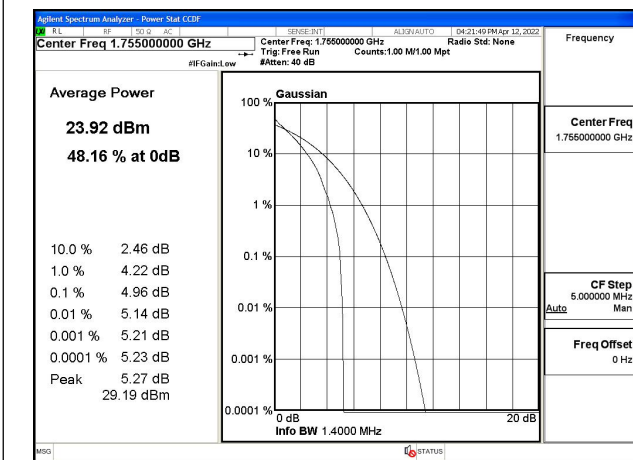 Agilent Spectrum Analyzer - Power Stat CCDF
RL RF 50 Ω AC SENSE:INT ALIGN AUTO 04:21:49 PM Apr 12, 2022
Center Freq 1.755000000 GHz
Center Freq: 1.755000000 GHz Radio Std: None
Trig: Free Run Counts:1.00 M/1.00 Mpt
#IFGain:Low #Atten: 40 dB
Frequency
Average Power
23.92 dBm
48.16 % at 0dB
10.0 % 2.46 dB
1.0 % 4.22 dB
0.1 % 4.96 dB
0.01 % 5.14 dB
0.001 % 5.21 dB
0.0001 % 5.23 dB
Peak 5.27 dB
29.19 dBm
Gaussian
100 %
10 %
1 %
0.1 %
0.01 %
0.001 %
0.0001 %
0 dB 20 dB
Info BW 1.4000 MHz
Center Freq
1.755000000 GHz
CF Step
5.000000 MHz
Auto Man
Freq Offset
0 Hz
MSG STATUS